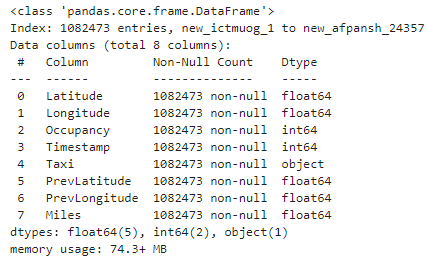 <class 'pandas.core.frame.DataFrame'>
Index: 1082473 entries, new_ictmuog_1 to new_afpansh_24357
Data columns (total 8 columns):
 #   Column         Non-Null Count    Dtype
---  ------         --------------    -----
 0   Latitude       1082473 non-null  float64
 1   Longitude      1082473 non-null  float64
 2   Occupancy      1082473 non-null  int64
 3   Timestamp      1082473 non-null  int64
 4   Taxi           1082473 non-null  object
 5   PrevLatitude   1082473 non-null  float64
 6   PrevLongitude  1082473 non-null  float64
 7   Miles          1082473 non-null  float64
dtypes: float64(5), int64(2), object(1)
memory usage: 74.3+ MB